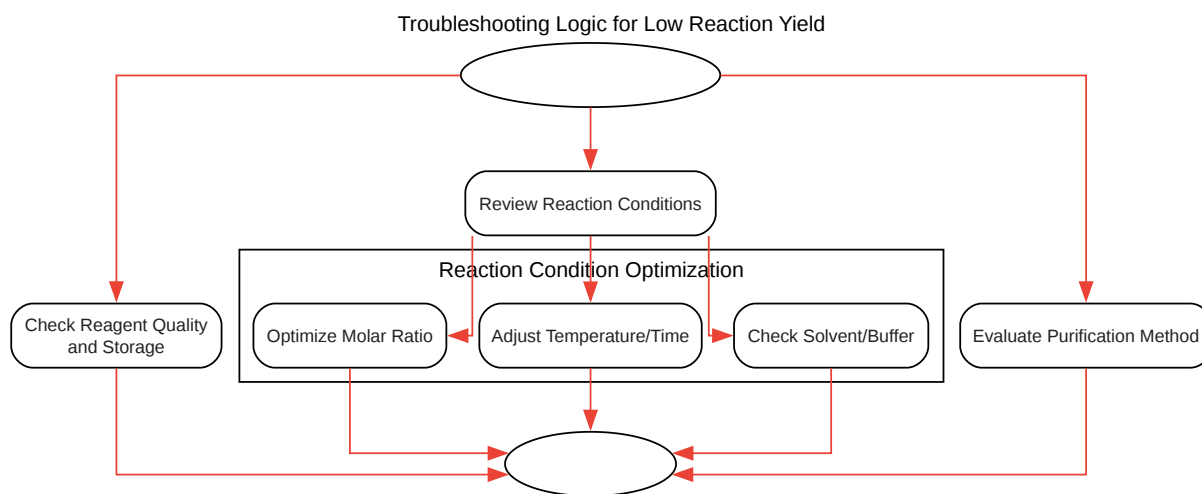 Troubleshooting Logic for Low Reaction Yield
Review Reaction Conditions
Reaction Condition Optimization
Check Reagent Quality
and Storage
Optimize Molar Ratio
Adjust Temperature/Time
Check Solvent/Buffer
Evaluate Purification Method